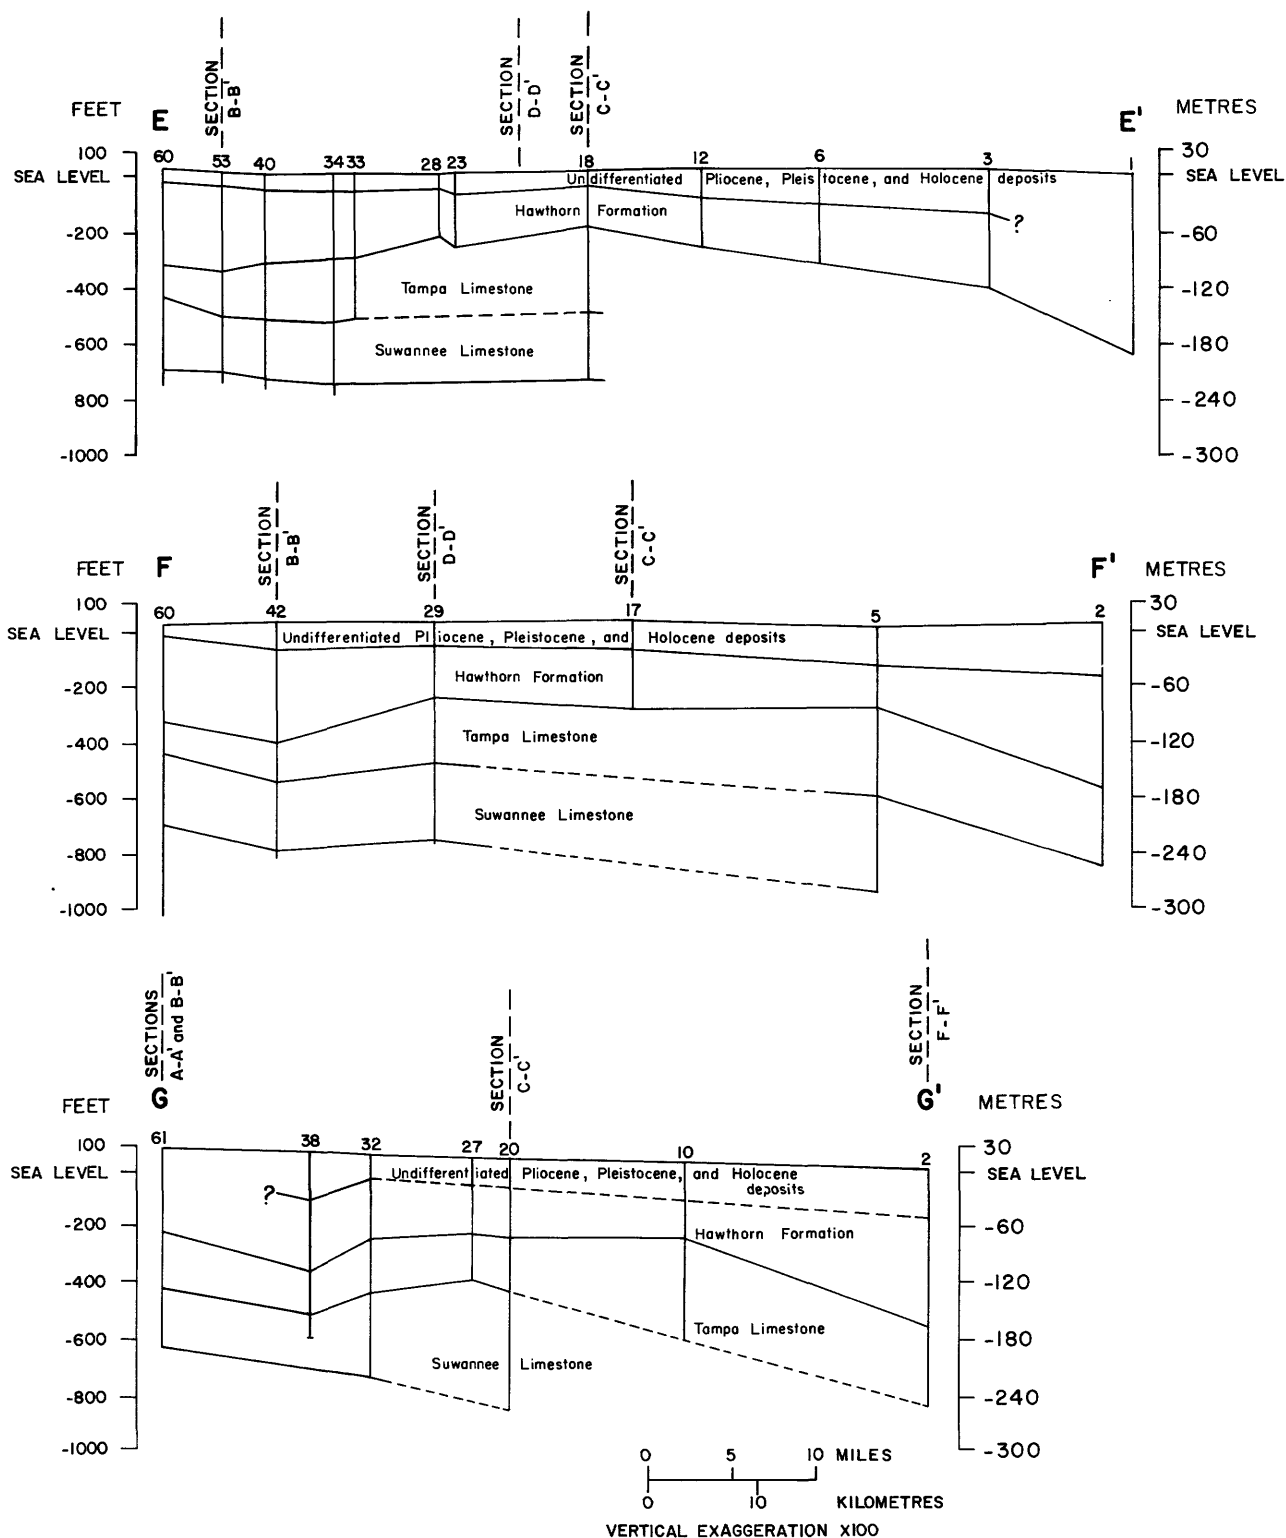 SECTION B-B'
SECTION D-D'
SECTION C-C'
FEET
E
E'
METRES
100
60 53 40 34 33 28 23 18 12 6 3 1
30
SEA LEVEL
Undifferentiated Pliocene, Pleistocene, and Holocene deposits
SEA LEVEL
Hawthorn Formation
?
-200
-60
-400
Tampa Limestone
-120
-600
Suwannee Limestone
-180
800
-240
-1000
-300
SECTION B-B'
SECTION D-D'
SECTION C-C'
FEET
F
F'
METRES
100
60 42 29 17 5 2
30
SEA LEVEL
Undifferentiated Pliocene, Pleistocene, and Holocene deposits
SEA LEVEL
Hawthorn Formation
-200
-60
-400
Tampa Limestone
-120
-600
Suwannee Limestone
-180
-800
-240
-1000
-300
SECTIONS A-A' and B-B'
SECTION C-C'
SECTION F-F'
FEET
G
G'
METRES
100
61 38 32 27 20 10 2
30
SEA LEVEL
Undifferentiated Pliocene, Pleistocene, and Holocene
deposits
SEA LEVEL
?
-200
Hawthorn Formation
-60
-400
-120
-600
Tampa Limestone
-180
Suwannee Limestone
-800
-240
-1000
-300
0 5 10 MILES
0 10 KILOMETRES
VERTICAL EXAGGERATION X100